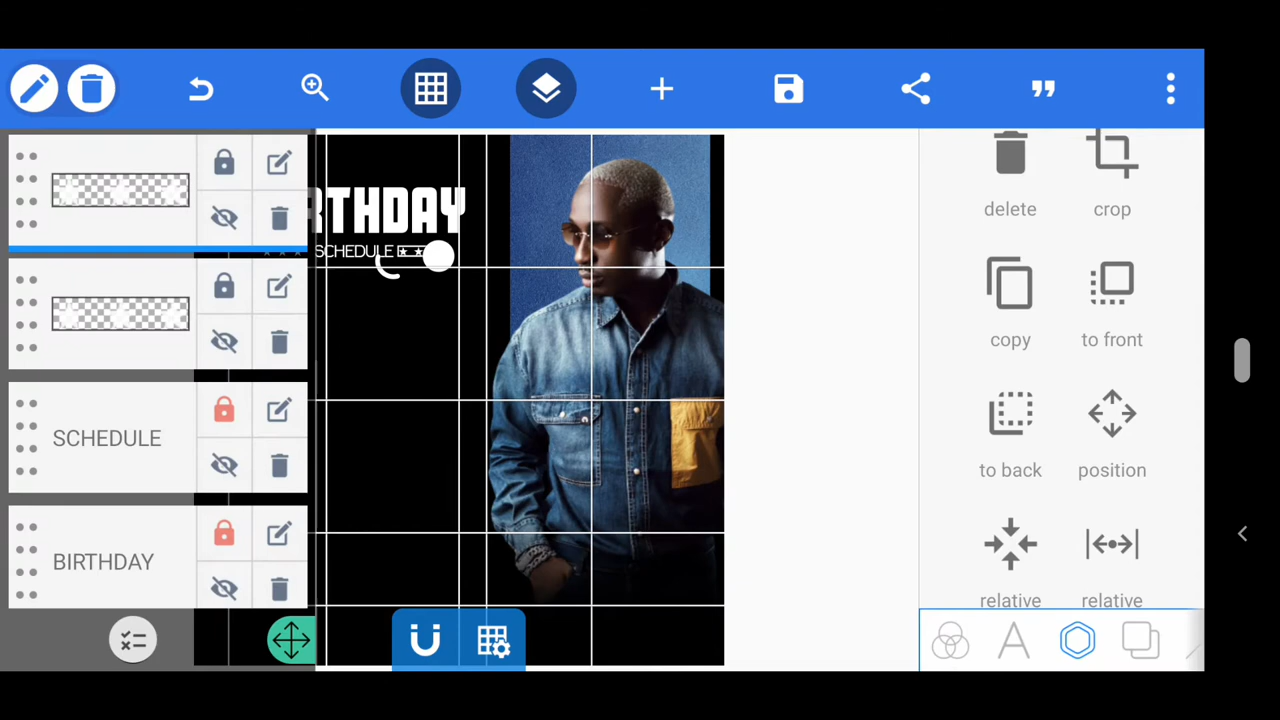 RTHDAY
SCHEDULE
SCHEDULE
BIRTHDAY
delete crop
copy to front
to back position
relative relative
A